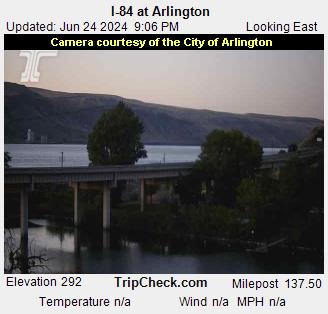 I-84 at Arlington
Updated: Jun 24 2024 9:06 PM Looking East
Camera courtesy of the City of Arlington
Elevation 292 TripCheck.com Milepost 137.50
Temperature n/a Wind n/a MPH n/a